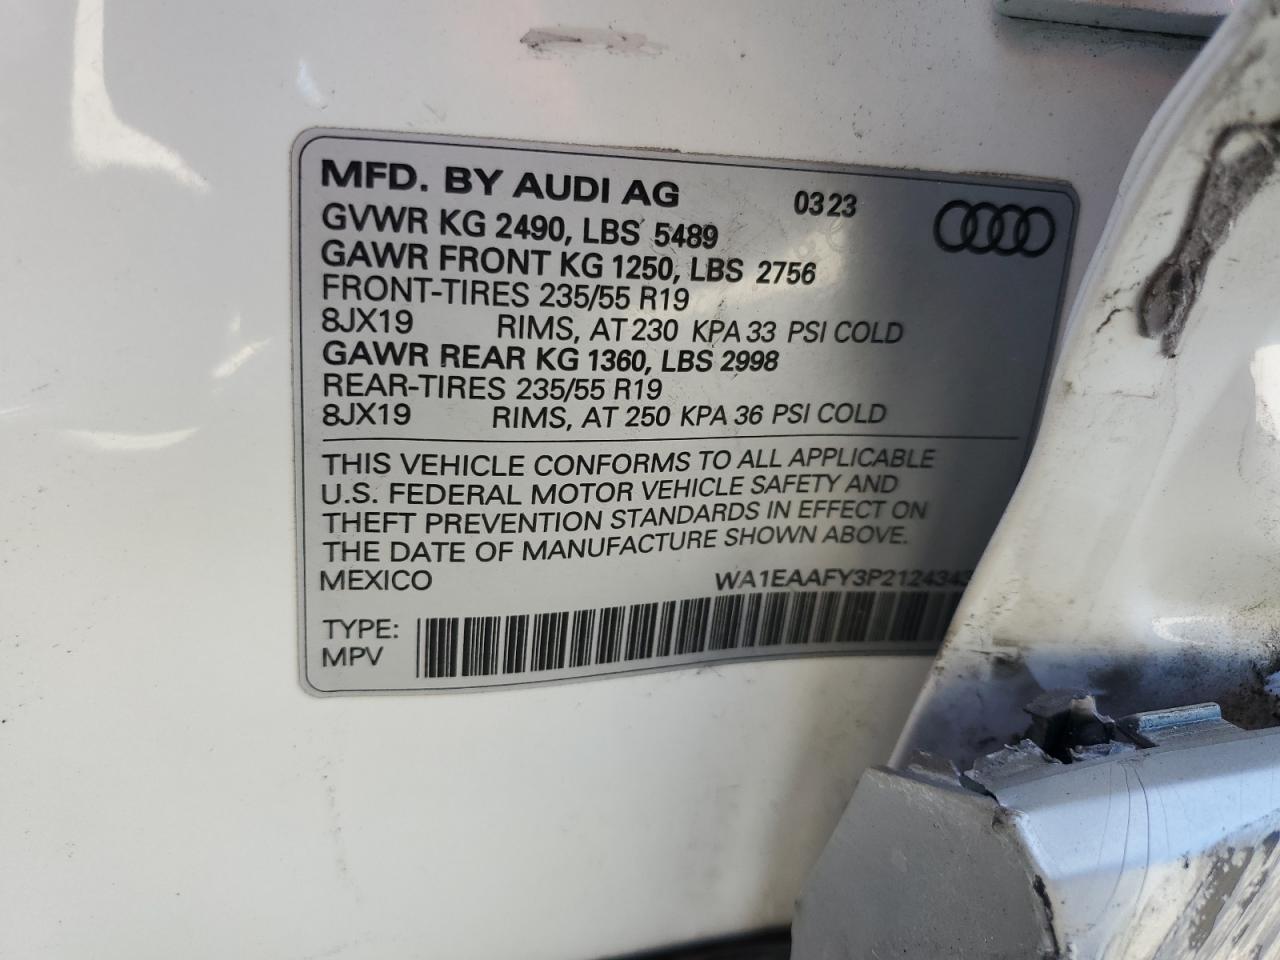 MFD. BY AUDI AG 0323
GVWR KG 2490, LBS 5489
GAWR FRONT KG 1250, LBS 2756
FRONT-TIRES 235/55 R19
8JX19 RIMS, AT 230 KPA 33 PSI COLD
GAWR REAR KG 1360, LBS 2998
REAR-TIRES 235/55 R19
8JX19 RIMS, AT 250 KPA 36 PSI COLD
THIS VEHICLE CONFORMS TO ALL APPLICABLE
U.S. FEDERAL MOTOR VEHICLE SAFETY AND
THEFT PREVENTION STANDARDS IN EFFECT ON
THE DATE OF MANUFACTURE SHOWN ABOVE.
MEXICO WA1EAAFY3P2124343
TYPE:
MPV